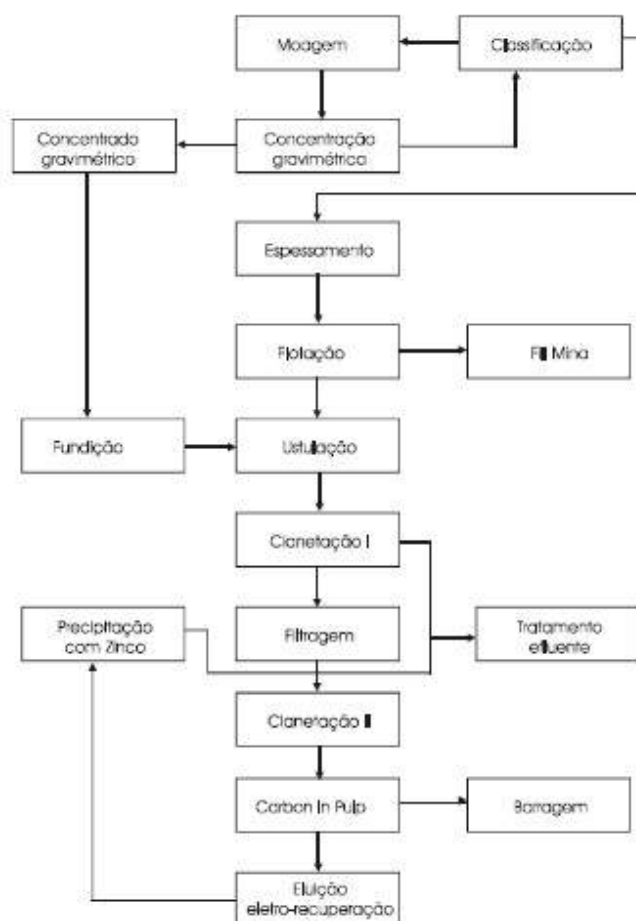 Moagem
Classificação
Concentrado
gravimétrico
Concentração
gravimétrica
Espessamento
Flotação
Fill Mina
Fundição
Ustulação
Cianetação I
Precipitação
com Zinco
Filtragem
Tratamento
efluente
Cianetação II
Carbon In Pulp
Barragem
Eluição
eletro-recuperação